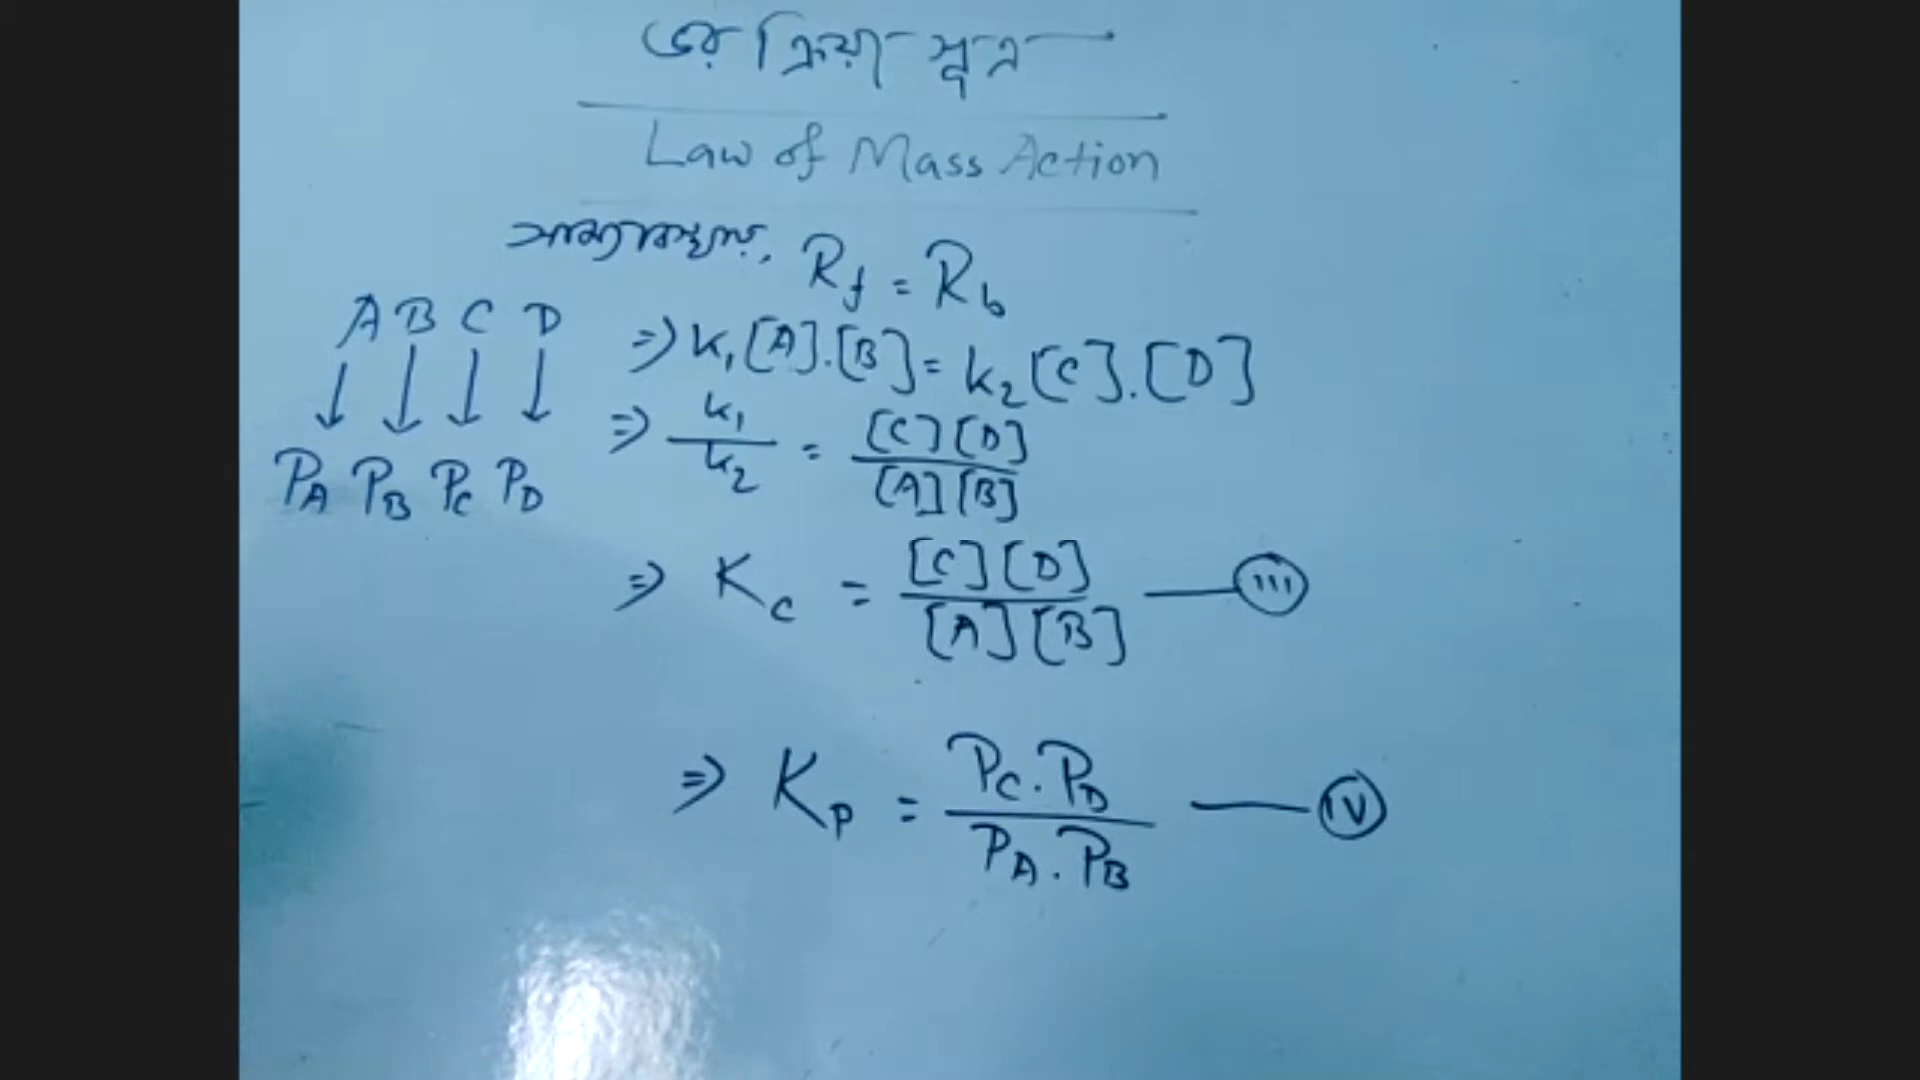 ভর ক্রিয়া সূত্র
Law of Mass Action
সাম্যাবস্থায়, R_f = R_b
A B C D
↓ ↓ ↓ ↓
P_A P_B P_C P_D
⇒ k₁[A].[B] = k₂[C].[D]
⇒ k₁/k₂ = [C][D]/[A][B]
⇒ K_c = [C][D]/[A][B] — (iii)
⇒ K_p = P_C.P_D/P_A.P_B — (iv)